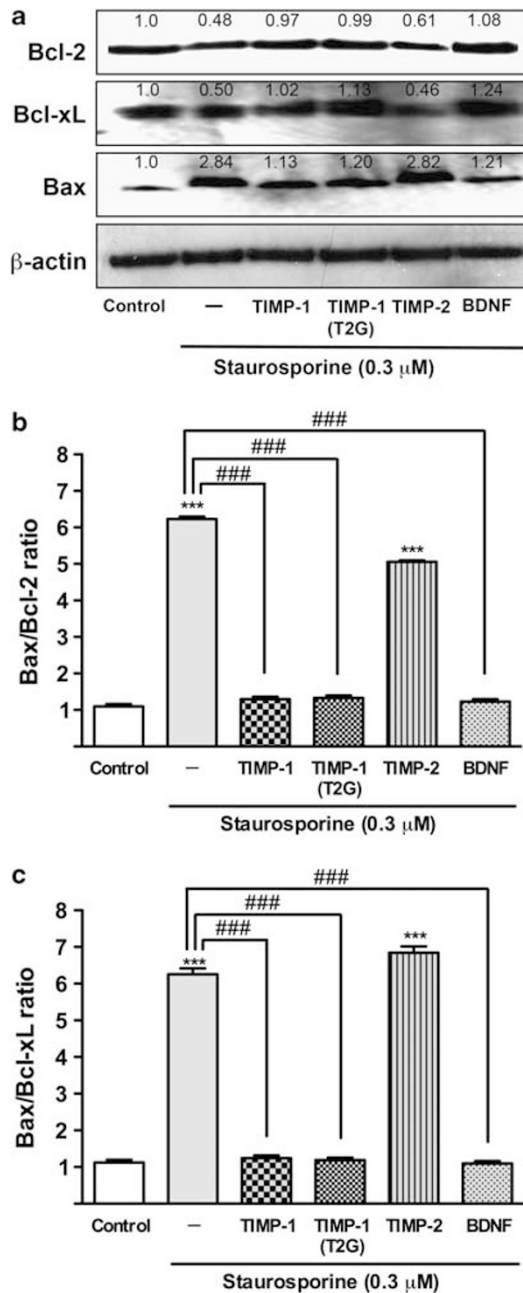 a
1.0 0.48 0.97 0.99 0.61 1.08
Bcl-2
1.0 0.50 1.02 1.13 0.46 1.24
Bcl-xL
1.0 2.84 1.13 1.20 2.82 1.21
Bax
β-actin
Control — TIMP-1 TIMP-1 TIMP-2 BDNF
(T2G)
Staurosporine (0.3 μM)
b
###
###
###
***
***
8
7
6
5
4
3
2
1
Bax/Bcl-2 ratio
Control — TIMP-1 TIMP-1 TIMP-2 BDNF
(T2G)
Staurosporine (0.3 μM)
c
###
###
###
***
***
8
7
6
5
4
3
2
1
Bax/Bcl-xL ratio
Control — TIMP-1 TIMP-1 TIMP-2 BDNF
(T2G)
Staurosporine (0.3 μM)